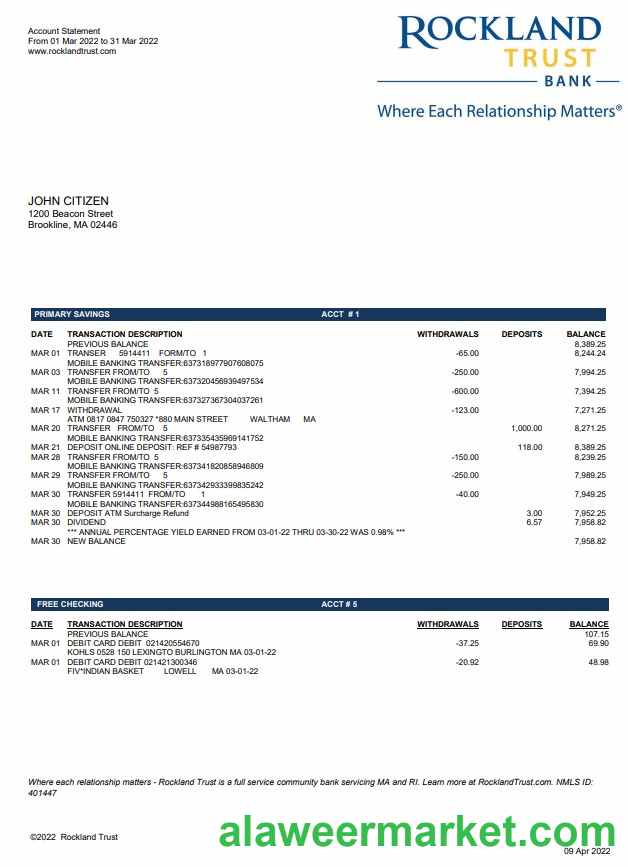 Account Statement
From 01 Mar 2022 to 31 Mar 2022
www.rocklandtrust.com
ROCKLAND
TRUST
BANK
Where Each Relationship Matters®
JOHN CITIZEN
1200 Beacon Street
Brookline, MA 02446
PRIMARY SAVINGS ACCT # 1
DATE TRANSACTION DESCRIPTION WITHDRAWALS DEPOSITS BALANCE
PREVIOUS BALANCE 8,389.25
MAR 01 TRANSER 5914411 FORM/TO 1 -65.00 8,244.24
MOBILE BANKING TRANSFER:637318977907608075
MAR 03 TRANSFER FROM/TO 5 -250.00 7,994.25
MOBILE BANKING TRANSFER:637320456939497534
MAR 11 TRANSFER FROM/TO 5 -600.00 7,394.25
MOBILE BANKING TRANSFER:637327367304037261
MAR 17 WITHDRAWAL -123.00 7,271.25
ATM 0817 0847 750327 *880 MAIN STREET WALTHAM MA
MAR 20 TRANSFER FROM/TO 5 1,000.00 8,271.25
MOBILE BANKING TRANSFER:637335435969141752
MAR 21 DEPOSIT ONLINE DEPOSIT: REF # 54987793 118.00 8,389.25
MAR 28 TRANSFER FROM/TO 5 -150.00 8,239.25
MOBILE BANKING TRANSFER:637341820858946809
MAR 29 TRANSFER FROM/TO 5 -250.00 7,989.25
MOBILE BANKING TRANSFER:637342933399835242
MAR 30 TRANSFER 5914411 FROM/TO 1 -40.00 7,949.25
MOBILE BANKING TRANSFER:637344988165495830
MAR 30 DEPOSIT ATM Surcharge Refund 3.00 7,952.25
MAR 30 DIVIDEND 6.57 7,958.82
*** ANNUAL PERCENTAGE YIELD EARNED FROM 03-01-22 THRU 03-30-22 WAS 0.98% ***
MAR 30 NEW BALANCE 7,958.82
FREE CHECKING ACCT # 5
DATE TRANSACTION DESCRIPTION WITHDRAWALS DEPOSITS BALANCE
PREVIOUS BALANCE 107.15
MAR 01 DEBIT CARD DEBIT 021420554670 -37.25 69.90
KOHLS 0528 150 LEXINGTO BURLINGTON MA 03-01-22
MAR 01 DEBIT CARD DEBIT 021421300346 -20.92 48.98
FIV*INDIAN BASKET LOWELL MA 03-01-22
Where each relationship matters - Rockland Trust is a full service community bank servicing MA and RI. Learn more at RocklandTrust.com. NMLS ID:
401447
©2022 Rockland Trust
alaweermarket.com
09 Apr 2022